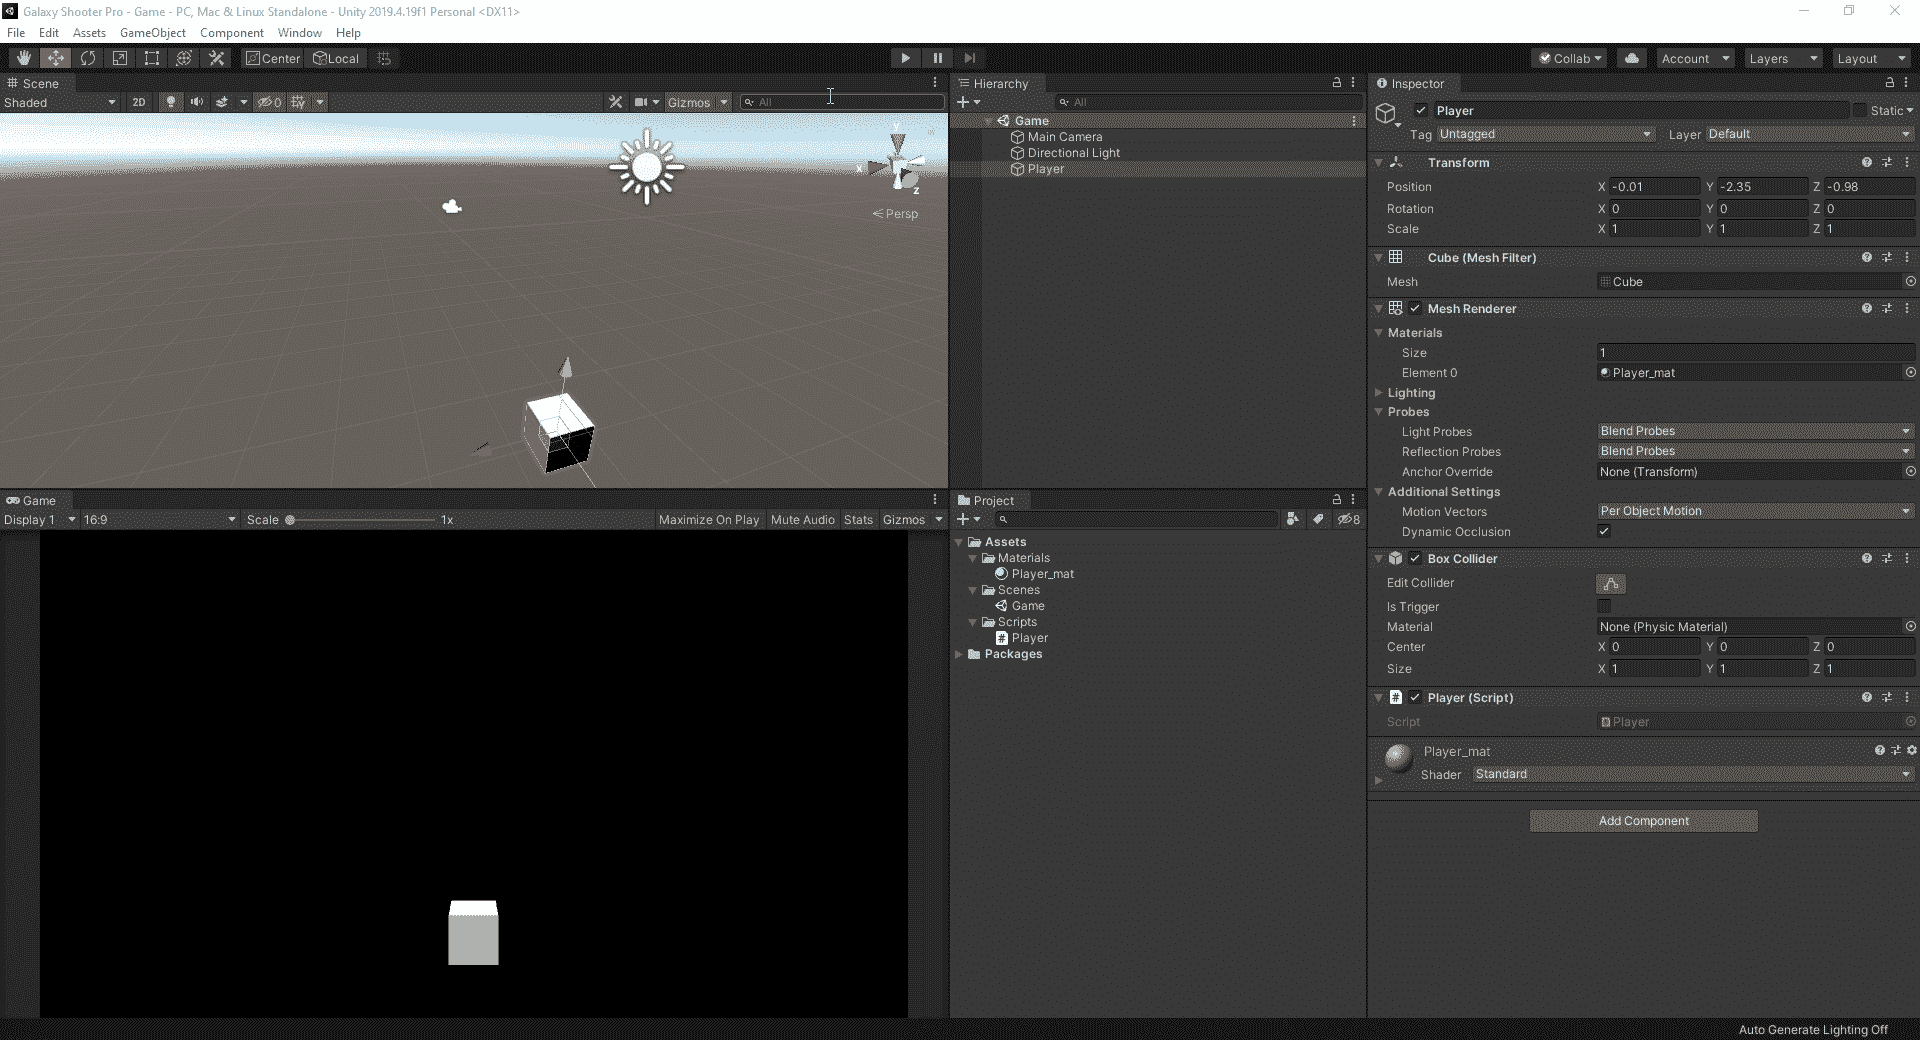 Galaxy Shooter Pro - Game - PC, Mac & Linux Standalone - Unity 2019.4.19f1 Personal <DX11>
File Edit Assets GameObject Component Window Help
Center Local Collab Account Layers Layout
Scene
Shaded 2D 0 Gizmos All
y
x
z
Persp
Game
Display 1 16:9 Scale 1x Maximize On Play Mute Audio Stats Gizmos
Hierarchy
All
Game
Main Camera
Directional Light
Player
Project
8
Assets
Materials
Player_mat
Scenes
Game
Scripts
Player
Packages
Inspector
Player Static
Tag Untagged Layer Default
Transform
Position X -0.01 Y -2.35 Z -0.98
Rotation X 0 Y 0 Z 0
Scale X 1 Y 1 Z 1
Cube (Mesh Filter)
Mesh Cube
Mesh Renderer
Materials
Size 1
Element 0 Player_mat
Lighting
Probes
Light Probes Blend Probes
Reflection Probes Blend Probes
Anchor Override None (Transform)
Additional Settings
Motion Vectors Per Object Motion
Dynamic Occlusion
Box Collider
Edit Collider
Is Trigger
Material None (Physic Material)
Center X 0 Y 0 Z 0
Size X 1 Y 1 Z 1
Player (Script)
Script Player
Player_mat
Shader Standard
Add Component
Auto Generate Lighting Off